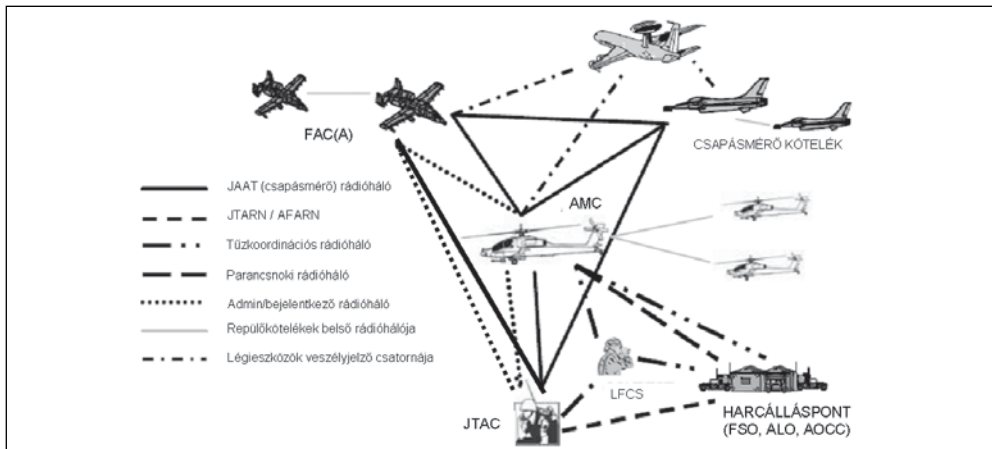 FAC(A)
CSAPÁSMÉRŐ KÖTELÉK
JAAT (csapásmérő) rádióháló
AMC
JTARN / AFARN
Tűzkoordinációs rádióháló
Parancsnoki rádióháló
Admin/bejelentkező rádióháló
Repülőkötelékek belső rádióhálója
Légieszközök veszélyjelző csatornája
LFCS
JTAC
HARCÁLLÁSPONT
(FSO, ALO, AOCC)